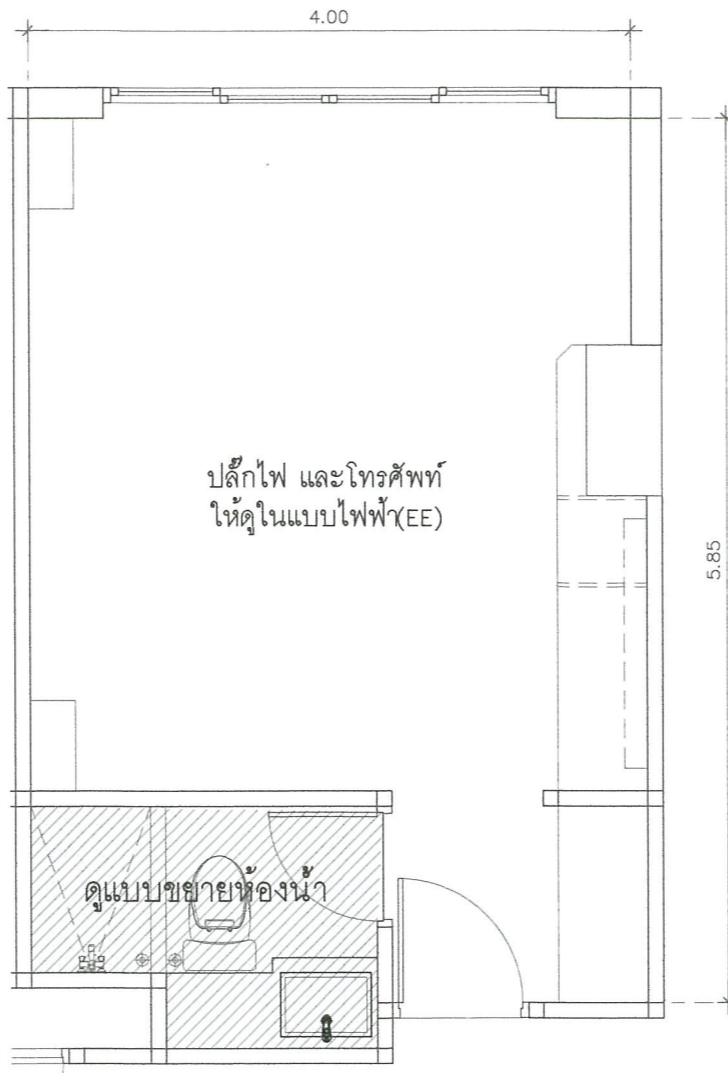 4.00
ปลั๊กไฟ และโทรศัพท์
ให้ดูในแบบไฟฟ้า(EE)
5.85
ดูแบบขยายห้องน้ำ